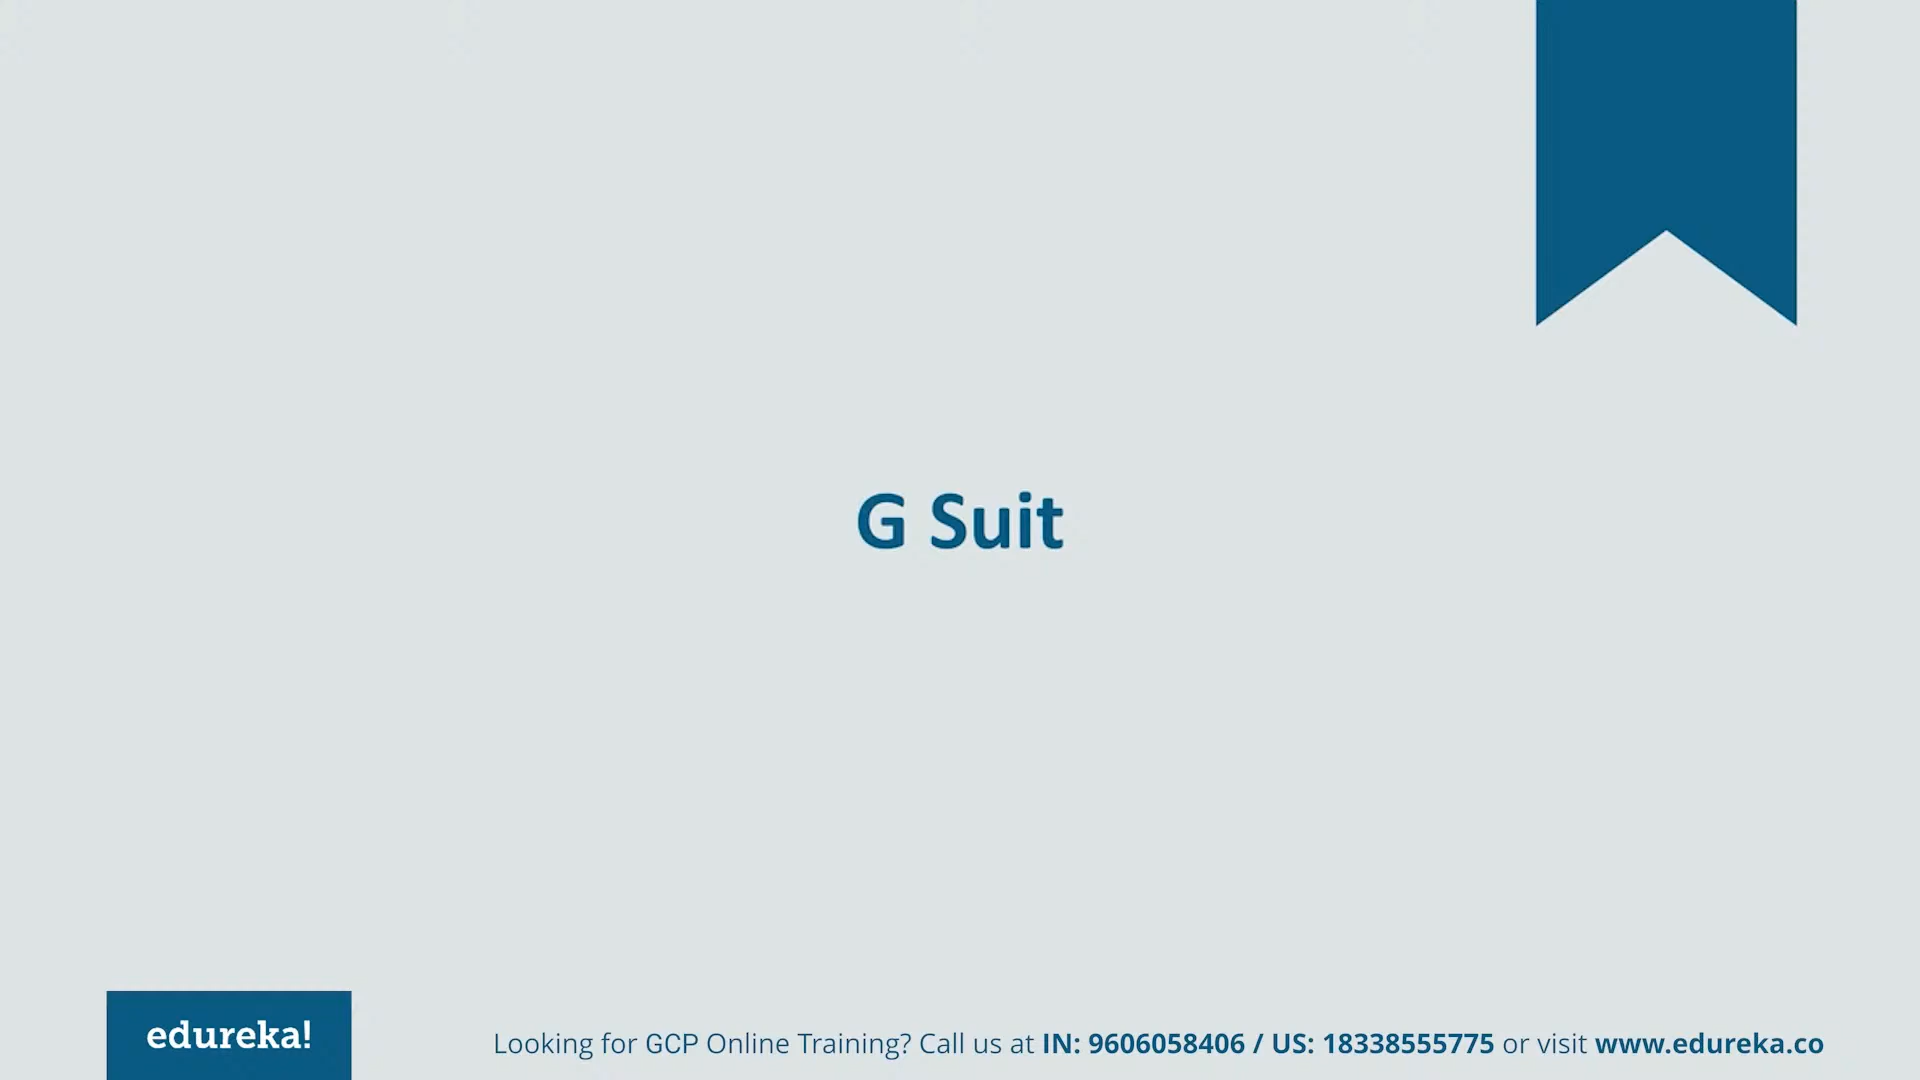 G Suit
edureka!
Looking for GCP Online Training? Call us at IN: 9606058406 / US: 18338555775 or visit www.edureka.co